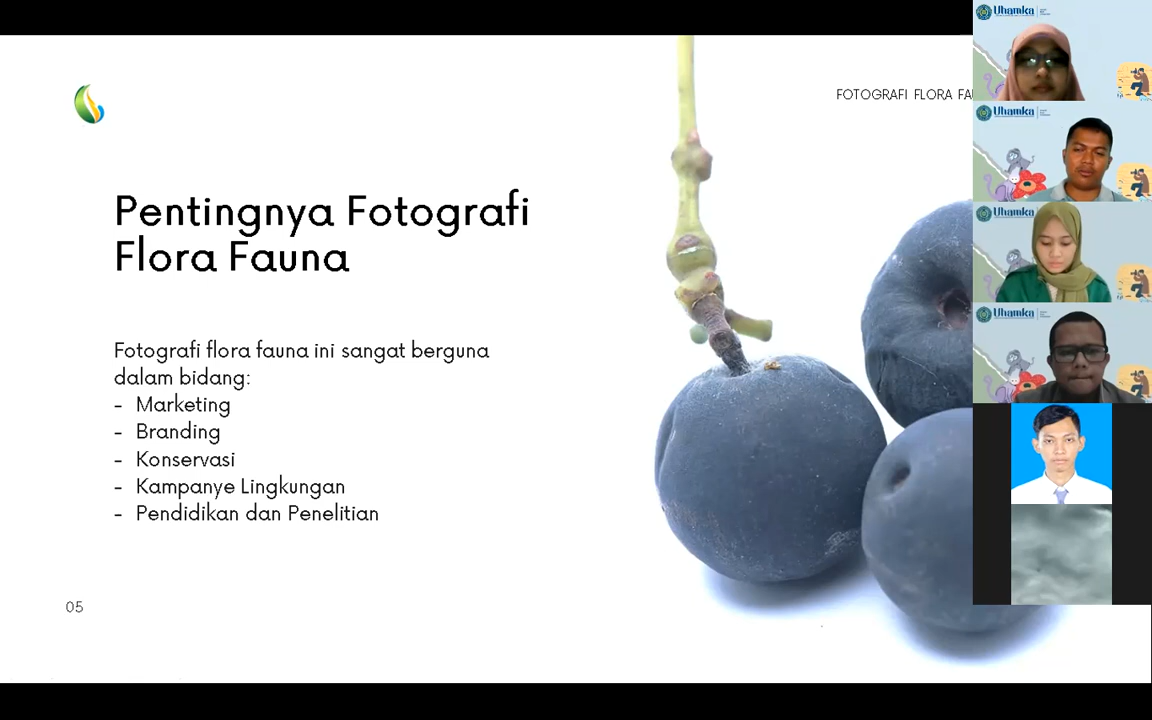 FOTOGRAFI FLORA
Pentingnya Fotografi
Flora Fauna
Fotografi flora fauna ini sangat berguna
dalam bidang:
- Marketing
- Branding
- Konservasi
- Kampanye Lingkungan
- Pendidikan dan Penelitian
05
Uhamka
Uhamka
Uhamka
Uhamka